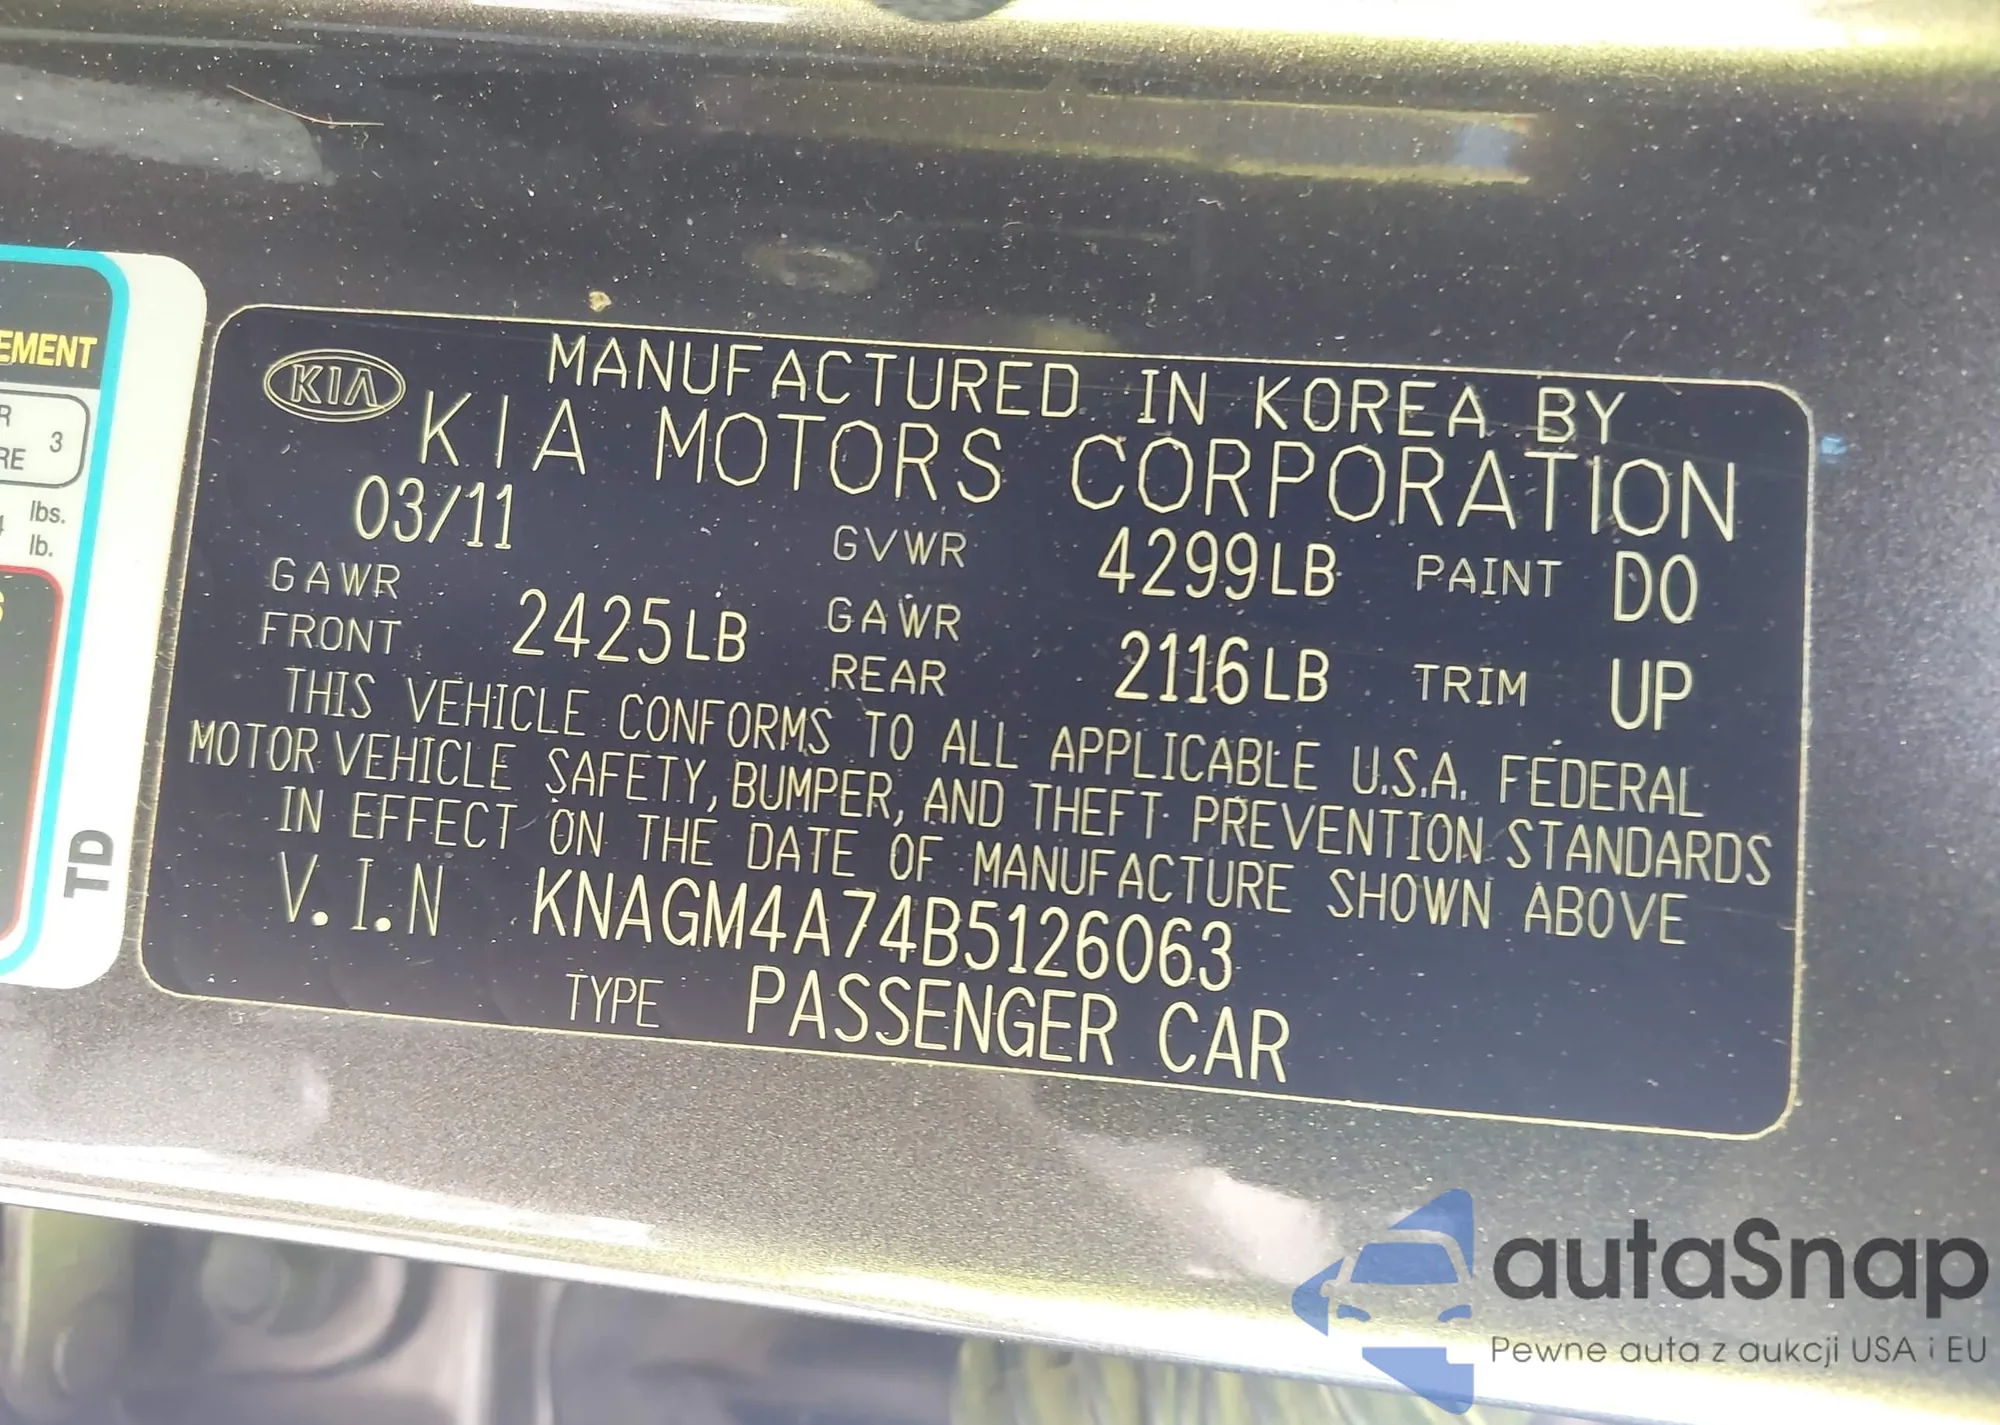 EMENT
R
RE 3
lbs.
lb.
TD
KIA
MANUFACTURED IN KOREA BY
KIA MOTORS CORPORATION
03/11 GVWR 4299LB PAINT D0
GAWR FRONT 2425LB GAWR REAR 2116LB TRIM UP
THIS VEHICLE CONFORMS TO ALL APPLICABLE U.S.A. FEDERAL
MOTOR VEHICLE SAFETY, BUMPER, AND THEFT PREVENTION STANDARDS
IN EFFECT ON THE DATE OF MANUFACTURE SHOWN ABOVE
V.I.N KNAGM4A74B5126063
TYPE PASSENGER CAR
autaSnap
Pewne auta z aukcji USA i EU